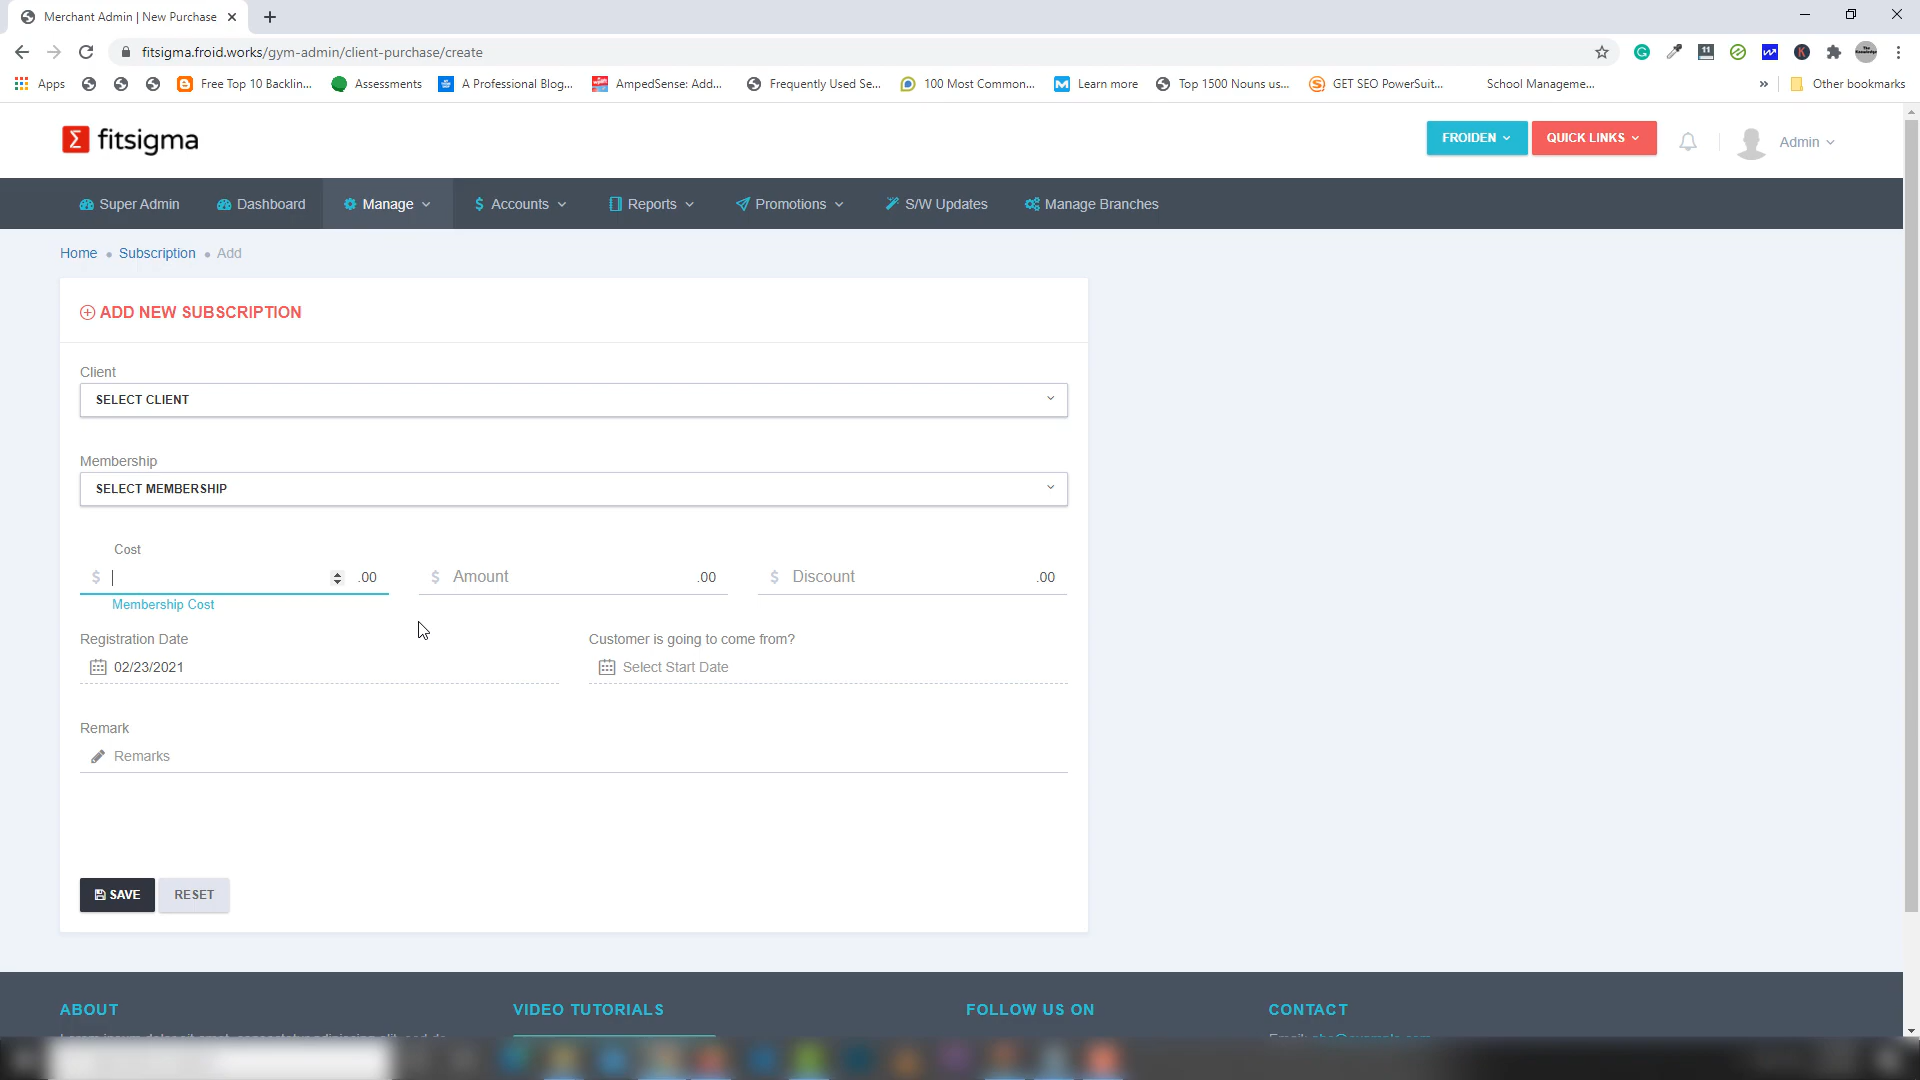 Merchant Admin | New Purchase
fitsigma.froid.works/gym-admin/client-purchase/create
Apps
Free Top 10 Backlin...
Assessments
A Professional Blog...
AmpedSense: Add...
Frequently Used Se...
100 Most Common...
Learn more
Top 1500 Nouns us...
GET SEO PowerSuit...
School Manageme...
Other bookmarks
fitsigma
FROIDEN
QUICK LINKS
Admin
Super Admin
Dashboard
Manage
Accounts
Reports
Promotions
S/W Updates
Manage Branches
Home • Subscription • Add
ADD NEW SUBSCRIPTION
Client
SELECT CLIENT
Membership
SELECT MEMBERSHIP
Cost
$ .00
$ Amount .00
$ Discount .00
Membership Cost
Registration Date
Customer is going to come from?
02/23/2021
Select Start Date
Remark
Remarks
SAVE
RESET
ABOUT
VIDEO TUTORIALS
FOLLOW US ON
CONTACT